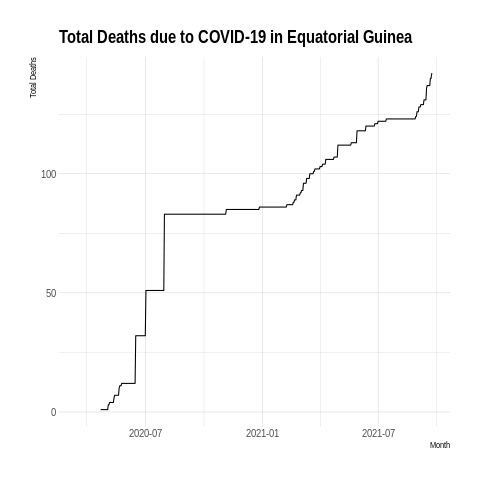 Total Deaths due to COVID-19 in Equatorial Guinea
Total Deaths
100
50
0
2020-07
2021-01
2021-07
Month